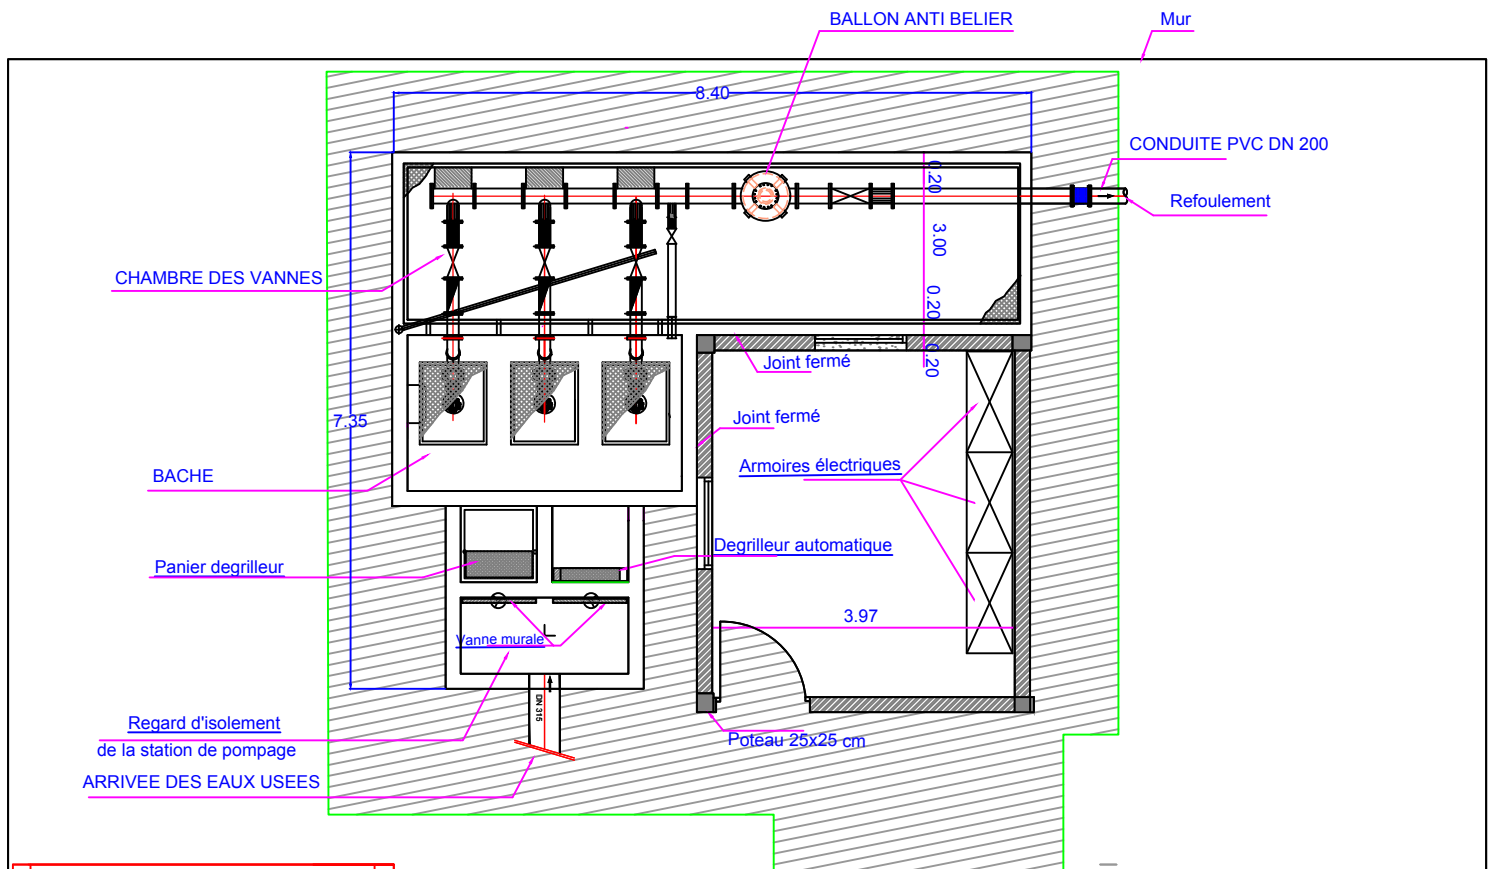 BALLON ANTI BELIER
Mur
8.40
CONDUITE PVC DN 200
0.20
Refoulement
3.00
CHAMBRE DES VANNES
0.20
0.20
Joint fermé
7.35
Joint fermé
Armoires électriques
BACHE
Degrilleur automatique
Panier degrilleur
3.97
Vanne murale
DN 315
Regard d'isolement
de la station de pompage
Poteau 25x25 cm
ARRIVEE DES EAUX USEES